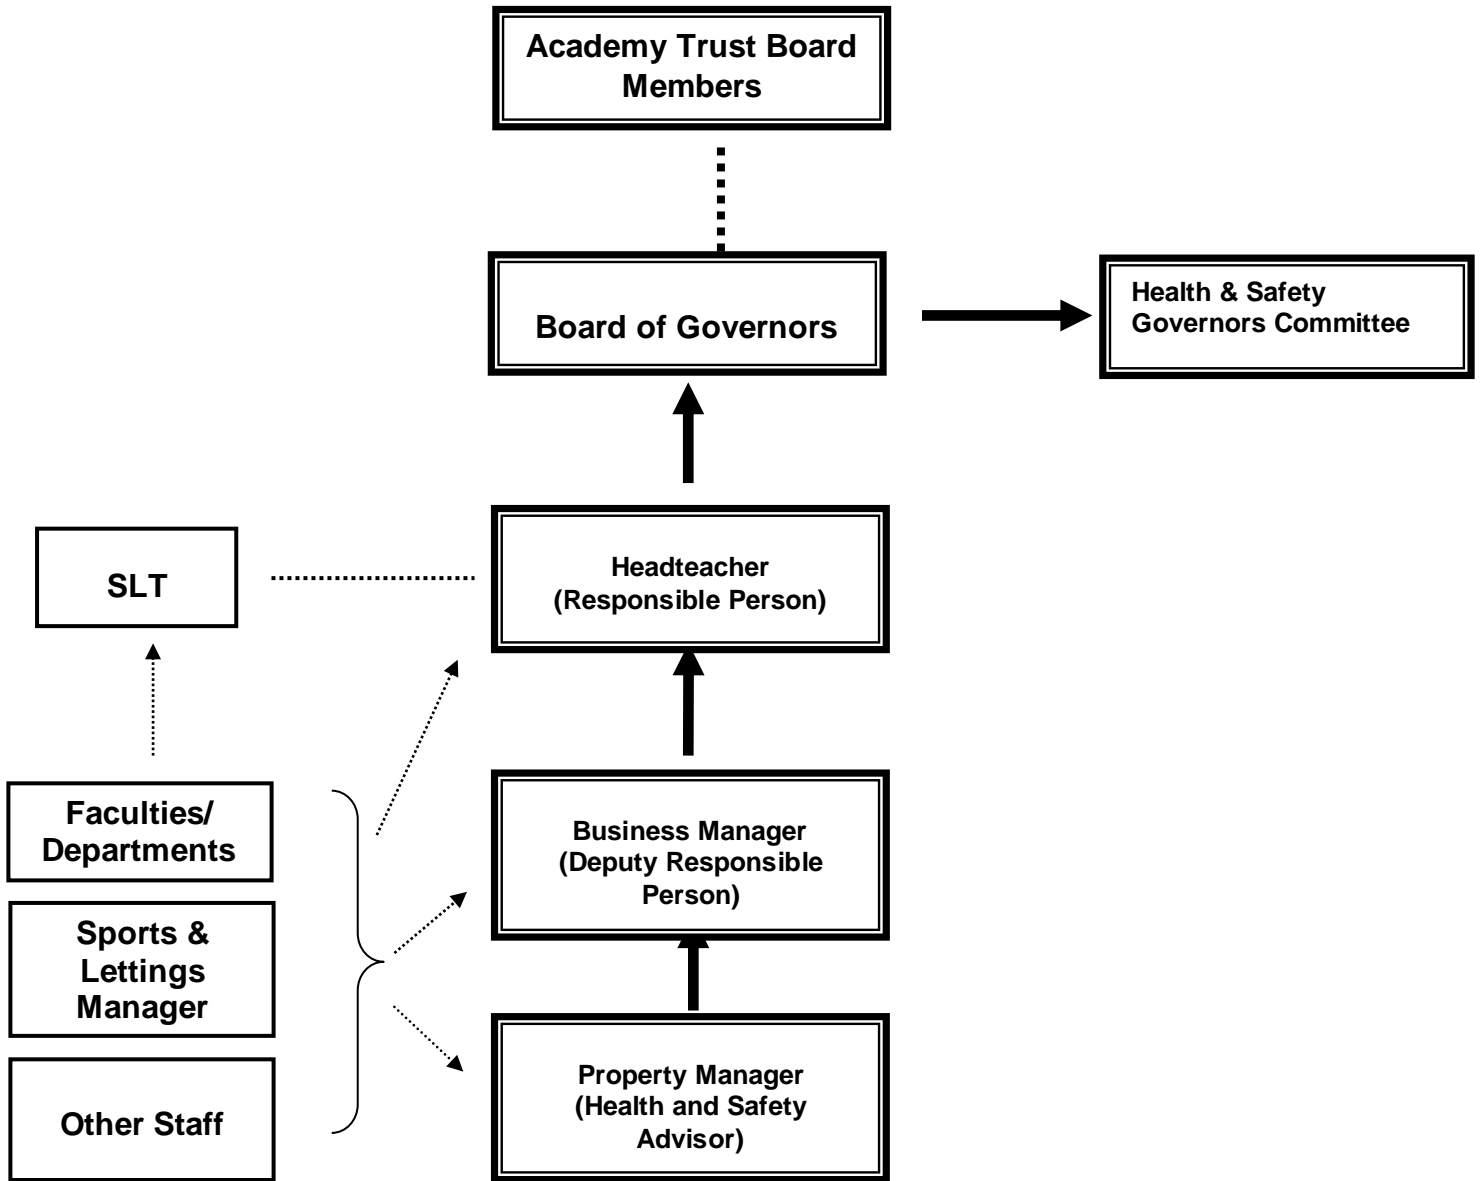 Academy Trust Board
Members
Board of Governors
Health & Safety
Governors Committee
SLT
Headteacher
(Responsible Person)
Faculties/
Departments
Business Manager
(Deputy Responsible
Person)
Sports &
Lettings
Manager
Other Staff
Property Manager
(Health and Safety
Advisor)